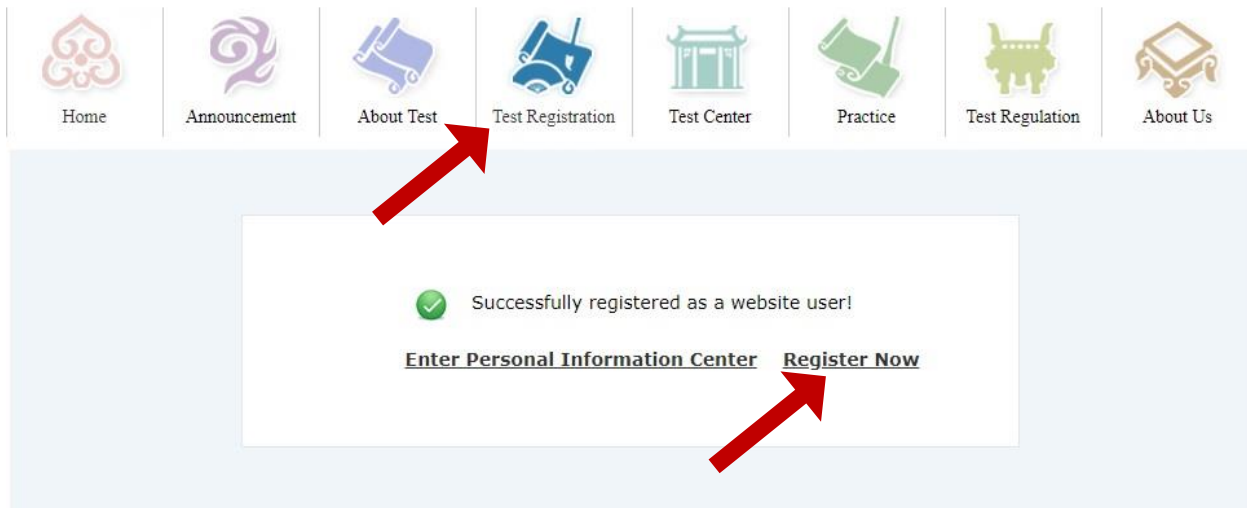 Home Announcement About Test Test Registration Test Center Practice Test Regulation About Us
Successfully registered as a website user!
Enter Personal Information Center Register Now